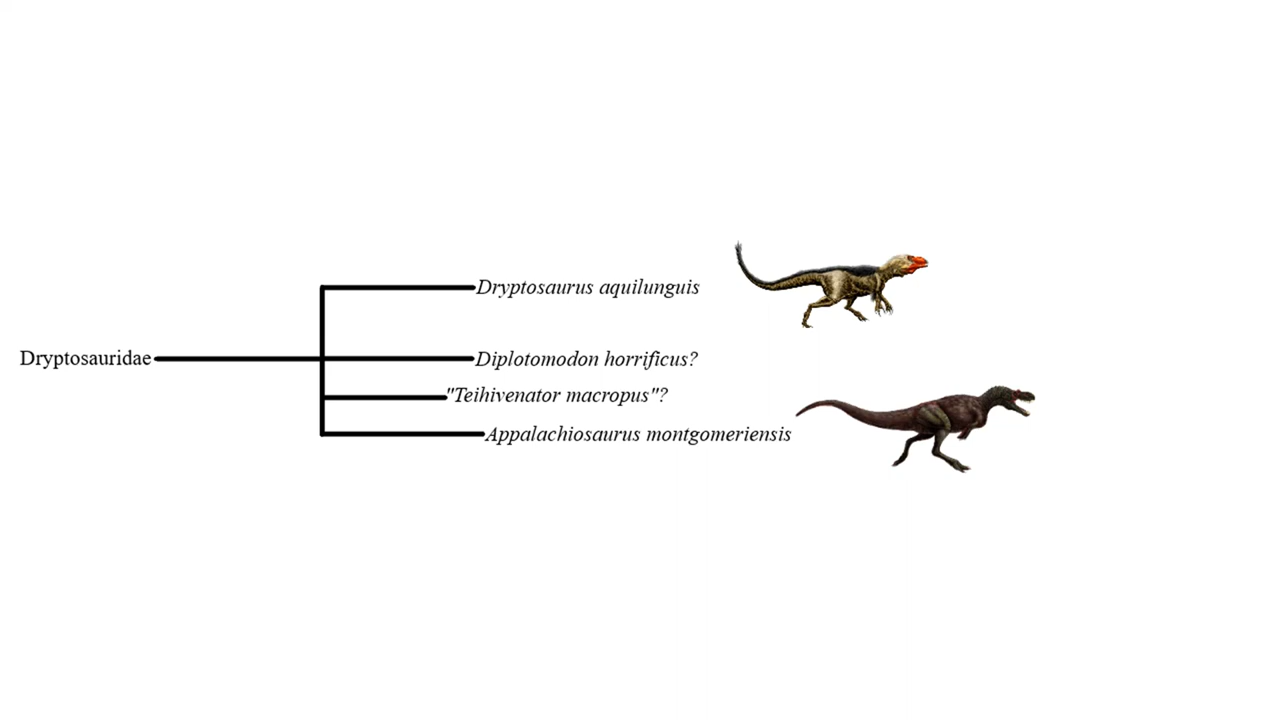 Dryptosaurus aquilunguis
Dryptosauridae
Diplotomodon horrificus?
"Teihivenator macropus"?
Appalachiosaurus montgomeriensis